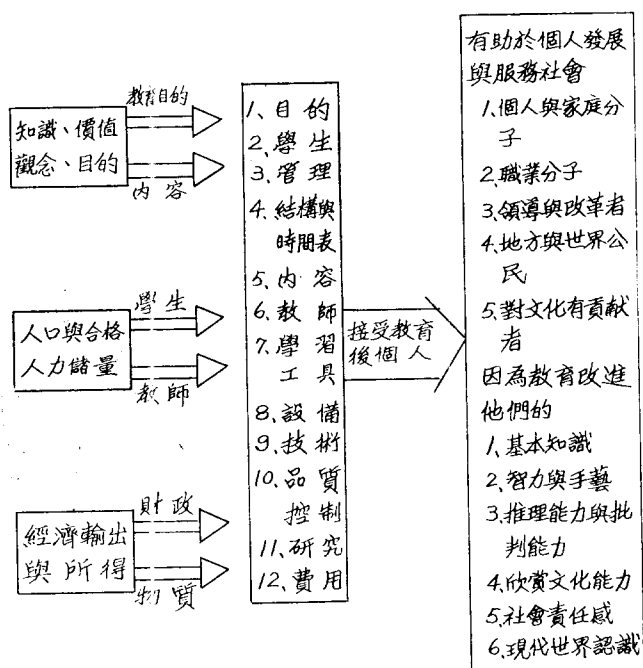 教育目的
知識、價值
觀念、目的
內容
學生
人口與合格
人力儲量
教師
財政
經濟輸出
與所得
物質
1、目的
2、學生
3、管理
4、結構與
時間表
5、內容
6、教師
7、學習
工具
8、設備
9、技術
10、品質
控制
11、研究
12、費用
接受教育
後個人
有助於個人發展
與服務社會
1、個人與家庭分
子
2、職業分子
3、領導與改革者
4、地方與世界公
民
5、對文化有貢献
者
因為教育改進
他們的
1、基本知識
2、智力與手藝
3、推理能力與批
判能力
4、欣賞文化能力
5、社會責任感
6、現代世界認識